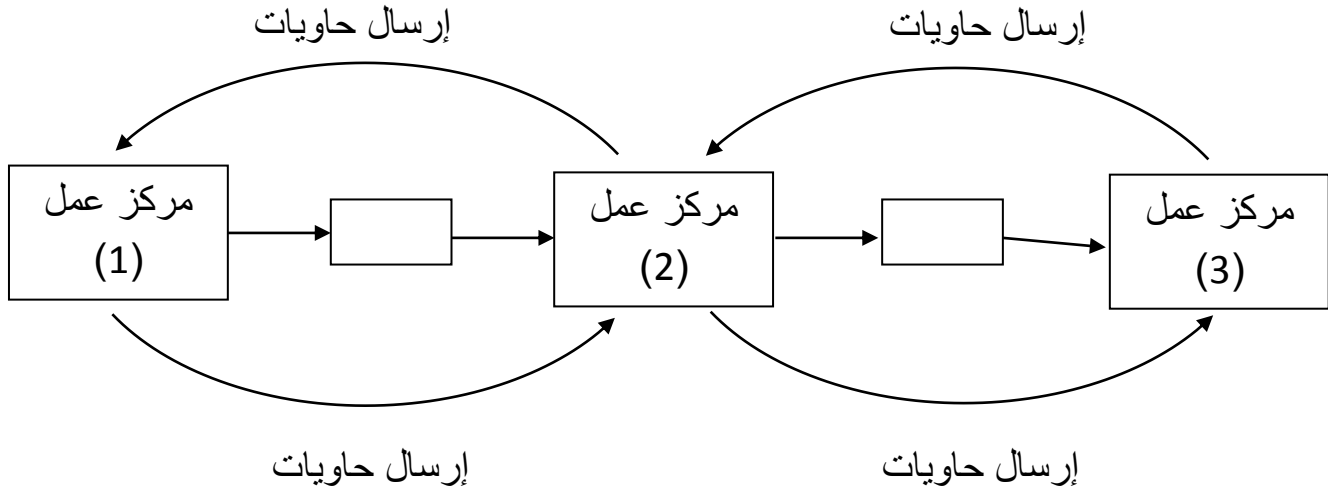 إرسال حاويات
إرسال حاويات
مركز عمل
(1)
مركز عمل
(2)
مركز عمل
(3)
إرسال حاويات
إرسال حاويات